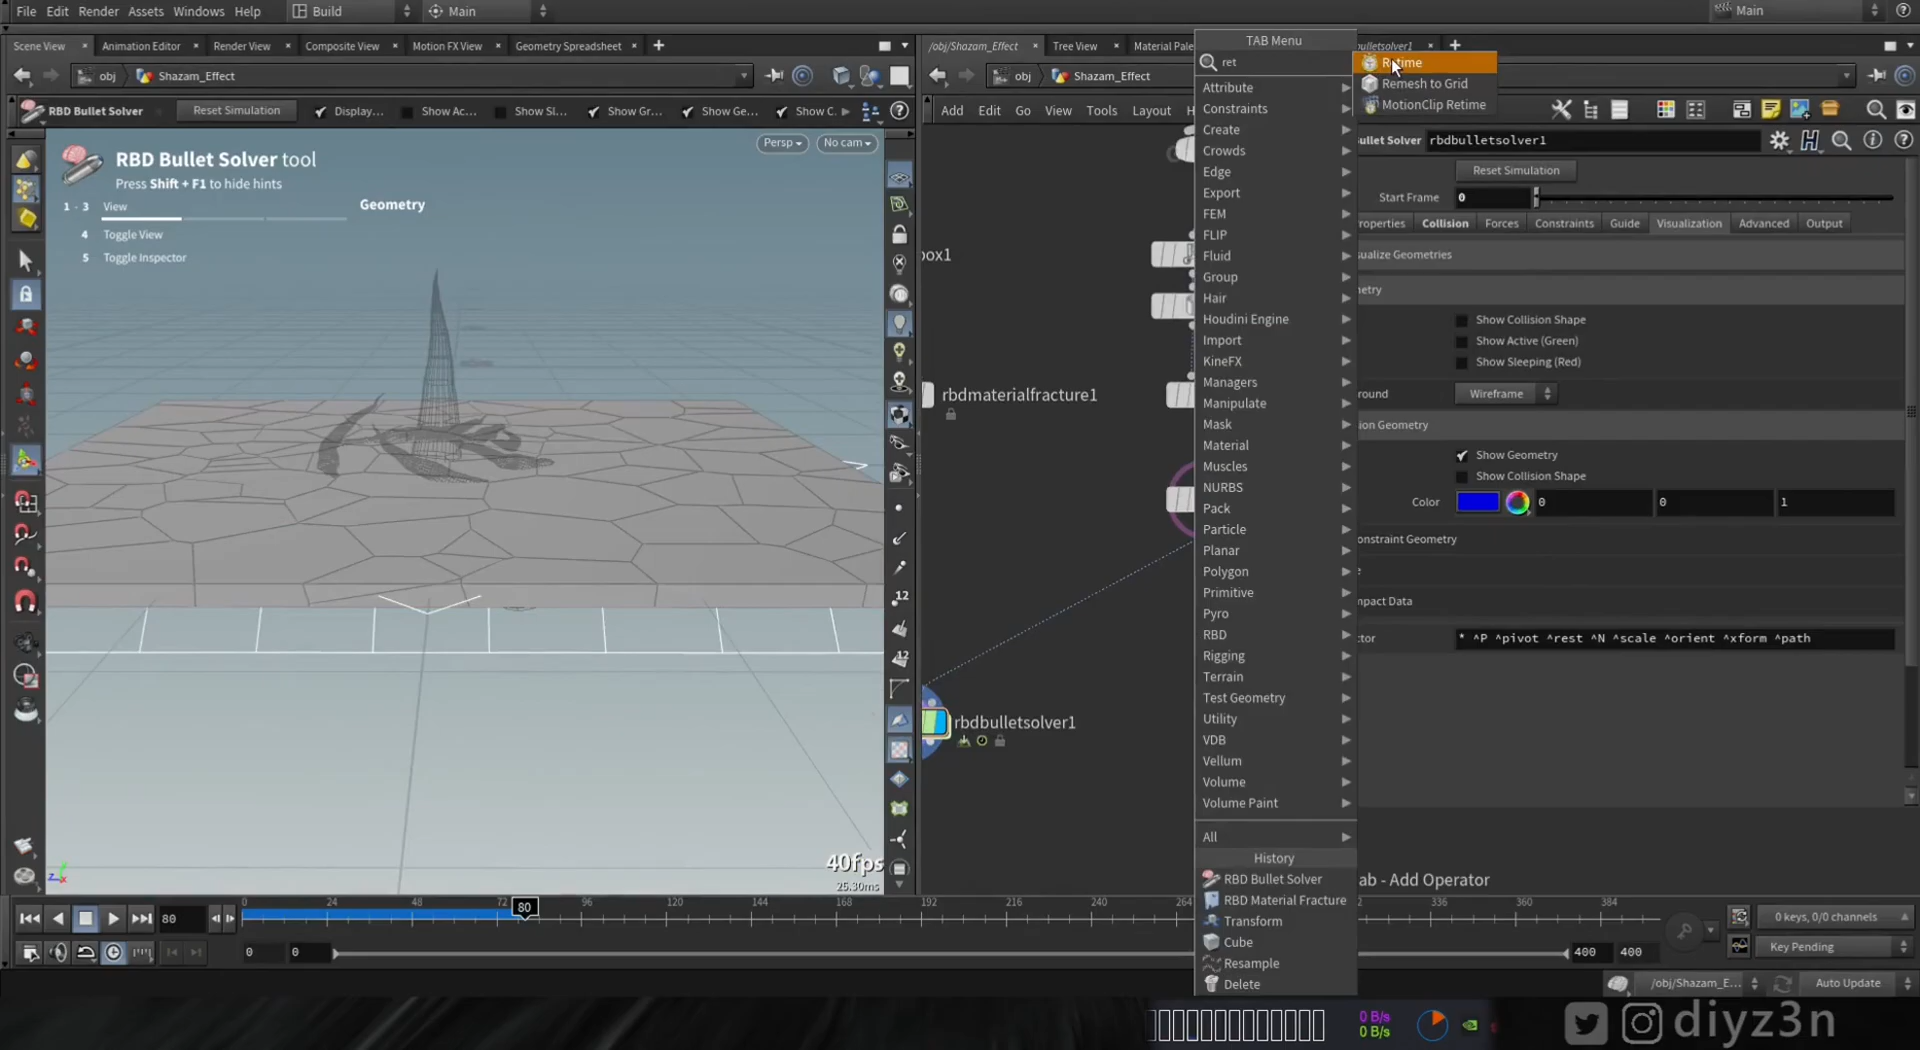 File Edit Render Assets Windows Help Build Main Main
Scene View Animation Editor Render View Composite View Motion FX View Geometry Spreadsheet
obj Shazam_Effect
RBD Bullet Solver Reset Simulation Display... Show Ac... Show Sl... Show Gr... Show Ge... Show C.
RBD Bullet Solver tool
Press Shift + F1 to hide hints
1 - 3 View Geometry
4 Toggle View
5 Toggle Inspector
Persp No cam
40fps
25.30ms
12
12
/obj/Shazam_Effect Tree View Material Pale
obj Shazam_Effect
Add Edit Go View Tools Layout H
box1
rbdmaterialfracture1
rbdbulletsolver1
TAB Menu
ret
Attribute
Constraints
Create
Crowds
Edge
Export
FEM
FLIP
Fluid
Group
Hair
Houdini Engine
Import
KineFX
Managers
Manipulate
Mask
Material
Muscles
NURBS
Pack
Particle
Planar
Polygon
Primitive
Pyro
RBD
Rigging
Terrain
Test Geometry
Utility
VDB
Vellum
Volume
Volume Paint
All
History
RBD Bullet Solver
RBD Material Fracture
Transform
Cube
Resample
Delete
Retime
Remesh to Grid
MotionClip Retime
bulletsolver1
Bullet Solver rbdbulletsolver1
Reset Simulation
Start Frame 0
roperties Collision Forces Constraints Guide Visualization Advanced Output
sualize Geometries
etry
Show Collision Shape
Show Active (Green)
Show Sleeping (Red)
round Wireframe
ion Geometry
Show Geometry
Show Collision Shape
Color 0 0 1
onstraint Geometry
e
mpact Data
ctor * ^P ^pivot ^rest ^N ^scale ^orient ^xform ^path
ab - Add Operator
80 0 24 48 72 80 96 120 144 168 192 216 240 264 336 360 384
0 0 400 400
0 keys, 0/0 channels
Key Pending
/obj/Shazam_E... Auto Update
0 B/s
0 B/s
diyz3n